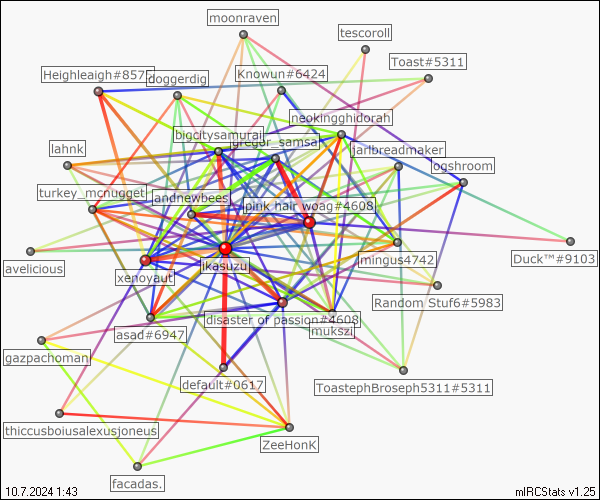 moonraven
tescoroll
Toast#5311
Heighleaigh#8575
doggerdig
Knowun#6424
neokingghidorah
bigcitysamurai
gregor_samsa
jarlbreadmaker
lahnk
ogshroom
turkey_mcnugget
andnewbees
pink hair woag#4608
avelicious
xenoyaut
ikasuzu
mingus4742
Duck™#9103
Random Stuf6#5983
asad#6947
disaster of passion#4608
mukszi
gazpachoman
default#0617
ToastephBroseph5311#5311
thiccusboiusalexusjoneus
ZeeHonK
facadas.
10.7.2024 1:43
mIRCStats v1.25